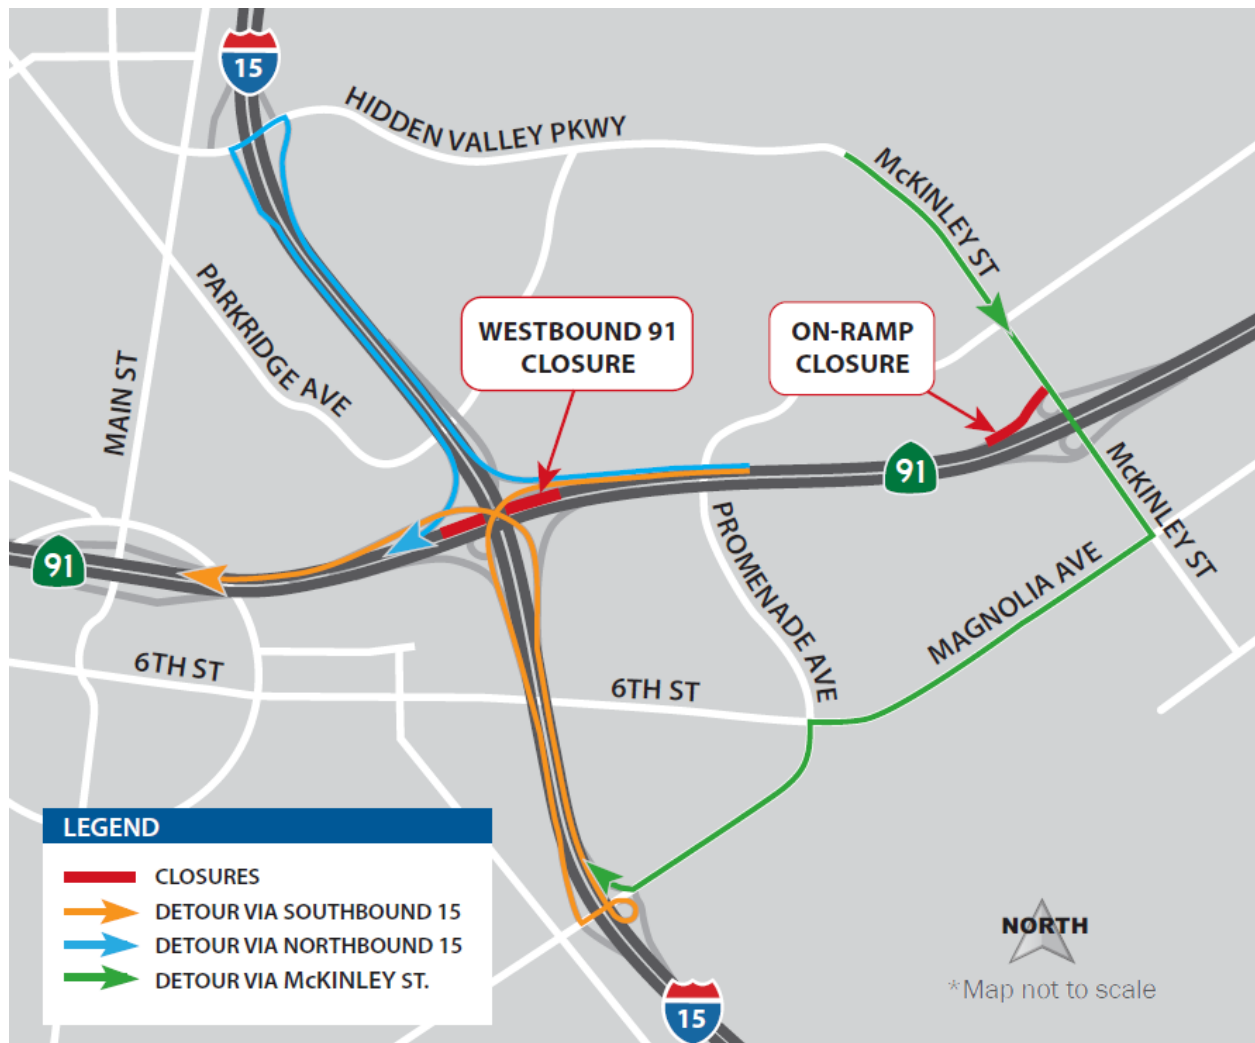 15
HIDDEN VALLEY PKWY
McKINLEY ST
PARKRIDGE AVE
WESTBOUND 91
CLOSURE
ON-RAMP
CLOSURE
MAIN ST
91
McKINLEY ST
PROMENADE AVE
MAGNOLIA AVE
91
6TH ST
6TH ST
LEGEND
CLOSURES
DETOUR VIA SOUTHBOUND 15
DETOUR VIA NORTHBOUND 15
DETOUR VIA McKINLEY ST.
NORTH
*Map not to scale
15